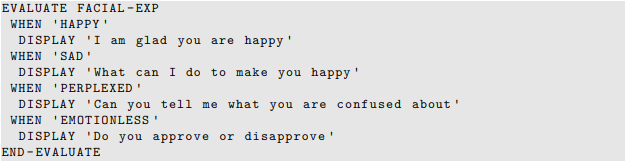 EVALUATE FACIAL-EXP
WHEN 'HAPPY'
DISPLAY 'I am glad you are happy'
WHEN 'SAD'
DISPLAY 'What can I do to make you happy'
WHEN 'PERPLEXED'
DISPLAY 'Can you tell me what you are confused about'
WHEN 'EMOTIONLESS'
DISPLAY 'Do you approve or disapprove'
END-EVALUATE